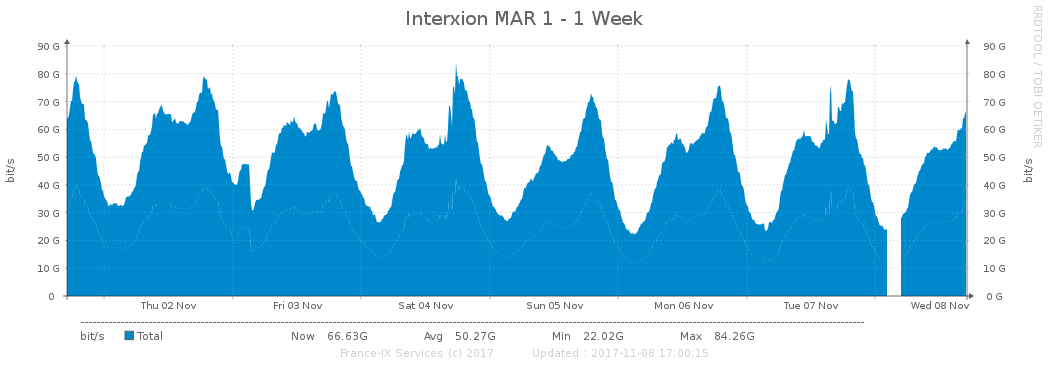 Interxion MAR 1 - 1 Week
RRDTOOL / TOBI OETIKER
90 G 90 G
80 G 80 G
70 G 70 G
60 G 60 G
50 G 50 G
40 G 40 G
30 G 30 G
20 G 20 G
10 G 10 G
0 0 G
bit/s bit/s
Thu 02 Nov Fri 03 Nov Sat 04 Nov Sun 05 Nov Mon 06 Nov Tue 07 Nov Wed 08 Nov
bit/s Total Now 66.63G Avg 50.27G Min 22.02G Max 84.26G
France-IX Services (c) 2017 Updated : 2017-11-08 17:00:15